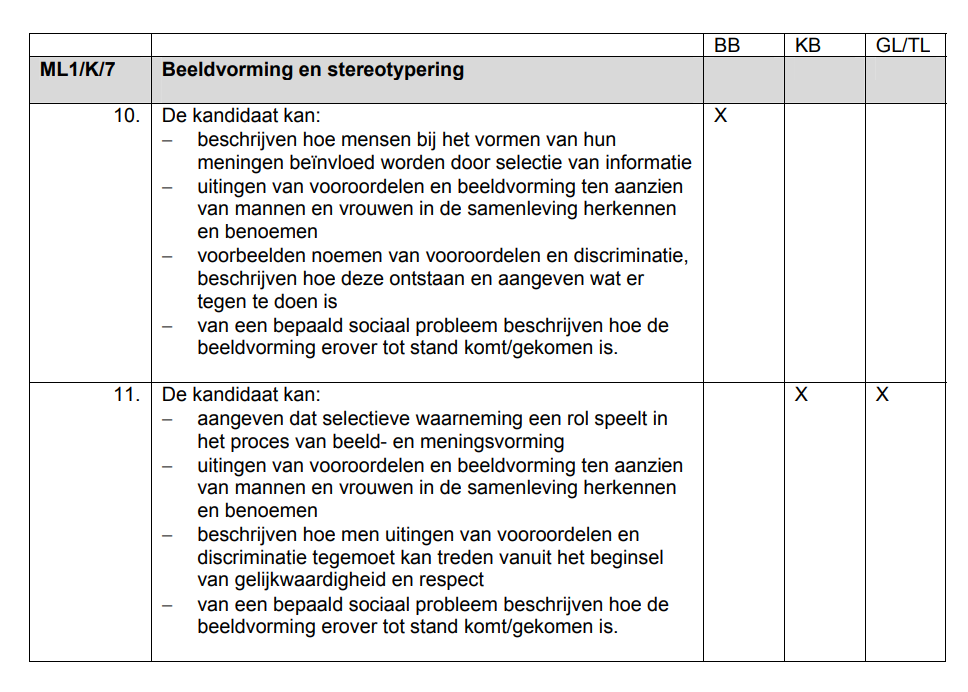 BB KB GL/TL
ML1/K/7 Beeldvorming en stereotypering
10. De kandidaat kan: X
– beschrijven hoe mensen bij het vormen van hun
meningen beïnvloed worden door selectie van informatie
– uitingen van vooroordelen en beeldvorming ten aanzien
van mannen en vrouwen in de samenleving herkennen
en benoemen
– voorbeelden noemen van vooroordelen en discriminatie,
beschrijven hoe deze ontstaan en aangeven wat er
tegen te doen is
– van een bepaald sociaal probleem beschrijven hoe de
beeldvorming erover tot stand komt/gekomen is.
11. De kandidaat kan: X X
– aangeven dat selectieve waarneming een rol speelt in
het proces van beeld- en meningsvorming
– uitingen van vooroordelen en beeldvorming ten aanzien
van mannen en vrouwen in de samenleving herkennen
en benoemen
– beschrijven hoe men uitingen van vooroordelen en
discriminatie tegemoet kan treden vanuit het beginsel
van gelijkwaardigheid en respect
– van een bepaald sociaal probleem beschrijven hoe de
beeldvorming erover tot stand komt/gekomen is.